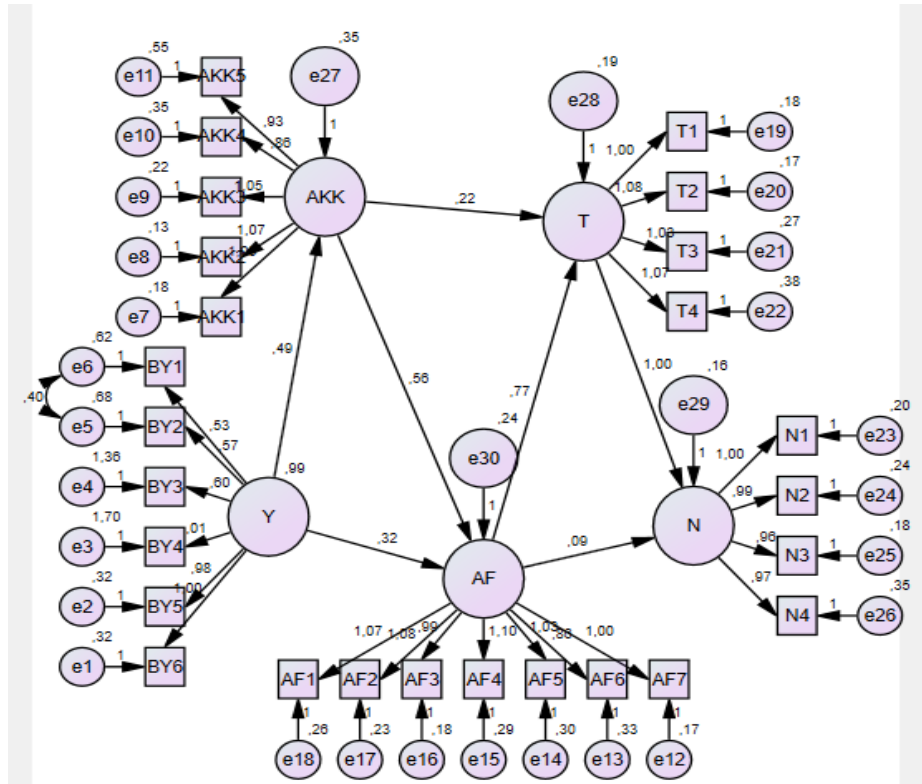 ,55 e11 1 AKK5
,35 e10 1 AKK4
,22 e9 1 AKK3
,13 e8 1 AKK2
,18 e7 1 AKK1
,93
,86
1,05
1,07
,35
e27
1
AKK
,22
,19
e28
1
T
1,00 T1 1 e19 ,18
1,08 T2 1 e20 ,17
T3 1 e21 ,27
1,07 T4 1 e22 ,38
,49
,56
,77
1,00
,62 e6 1 BY1
,40
,68 e5 1 BY2
1,36 e4 1 BY3
1,70 e3 1 BY4
,32 e2 1 BY5
,32 e1 1 BY6
,53
,57
,60
,01
,98
1,00
,99
Y
,32
,24
e30
1
AF
,09
,16
e29
1
N
1,00 N1 1 e23 ,20
,99 N2 1 e24 ,24
,96 N3 1 e25 ,18
,97 N4 1 e26 ,35
1,07 1,08 ,99 1,10 1,03 ,86 1,00
AF1 AF2 AF3 AF4 AF5 AF6 AF7
1 1 1 1 1 1 1
,26 ,23 ,18 ,29 ,30 ,33 ,17
e18 e17 e16 e15 e14 e13 e12